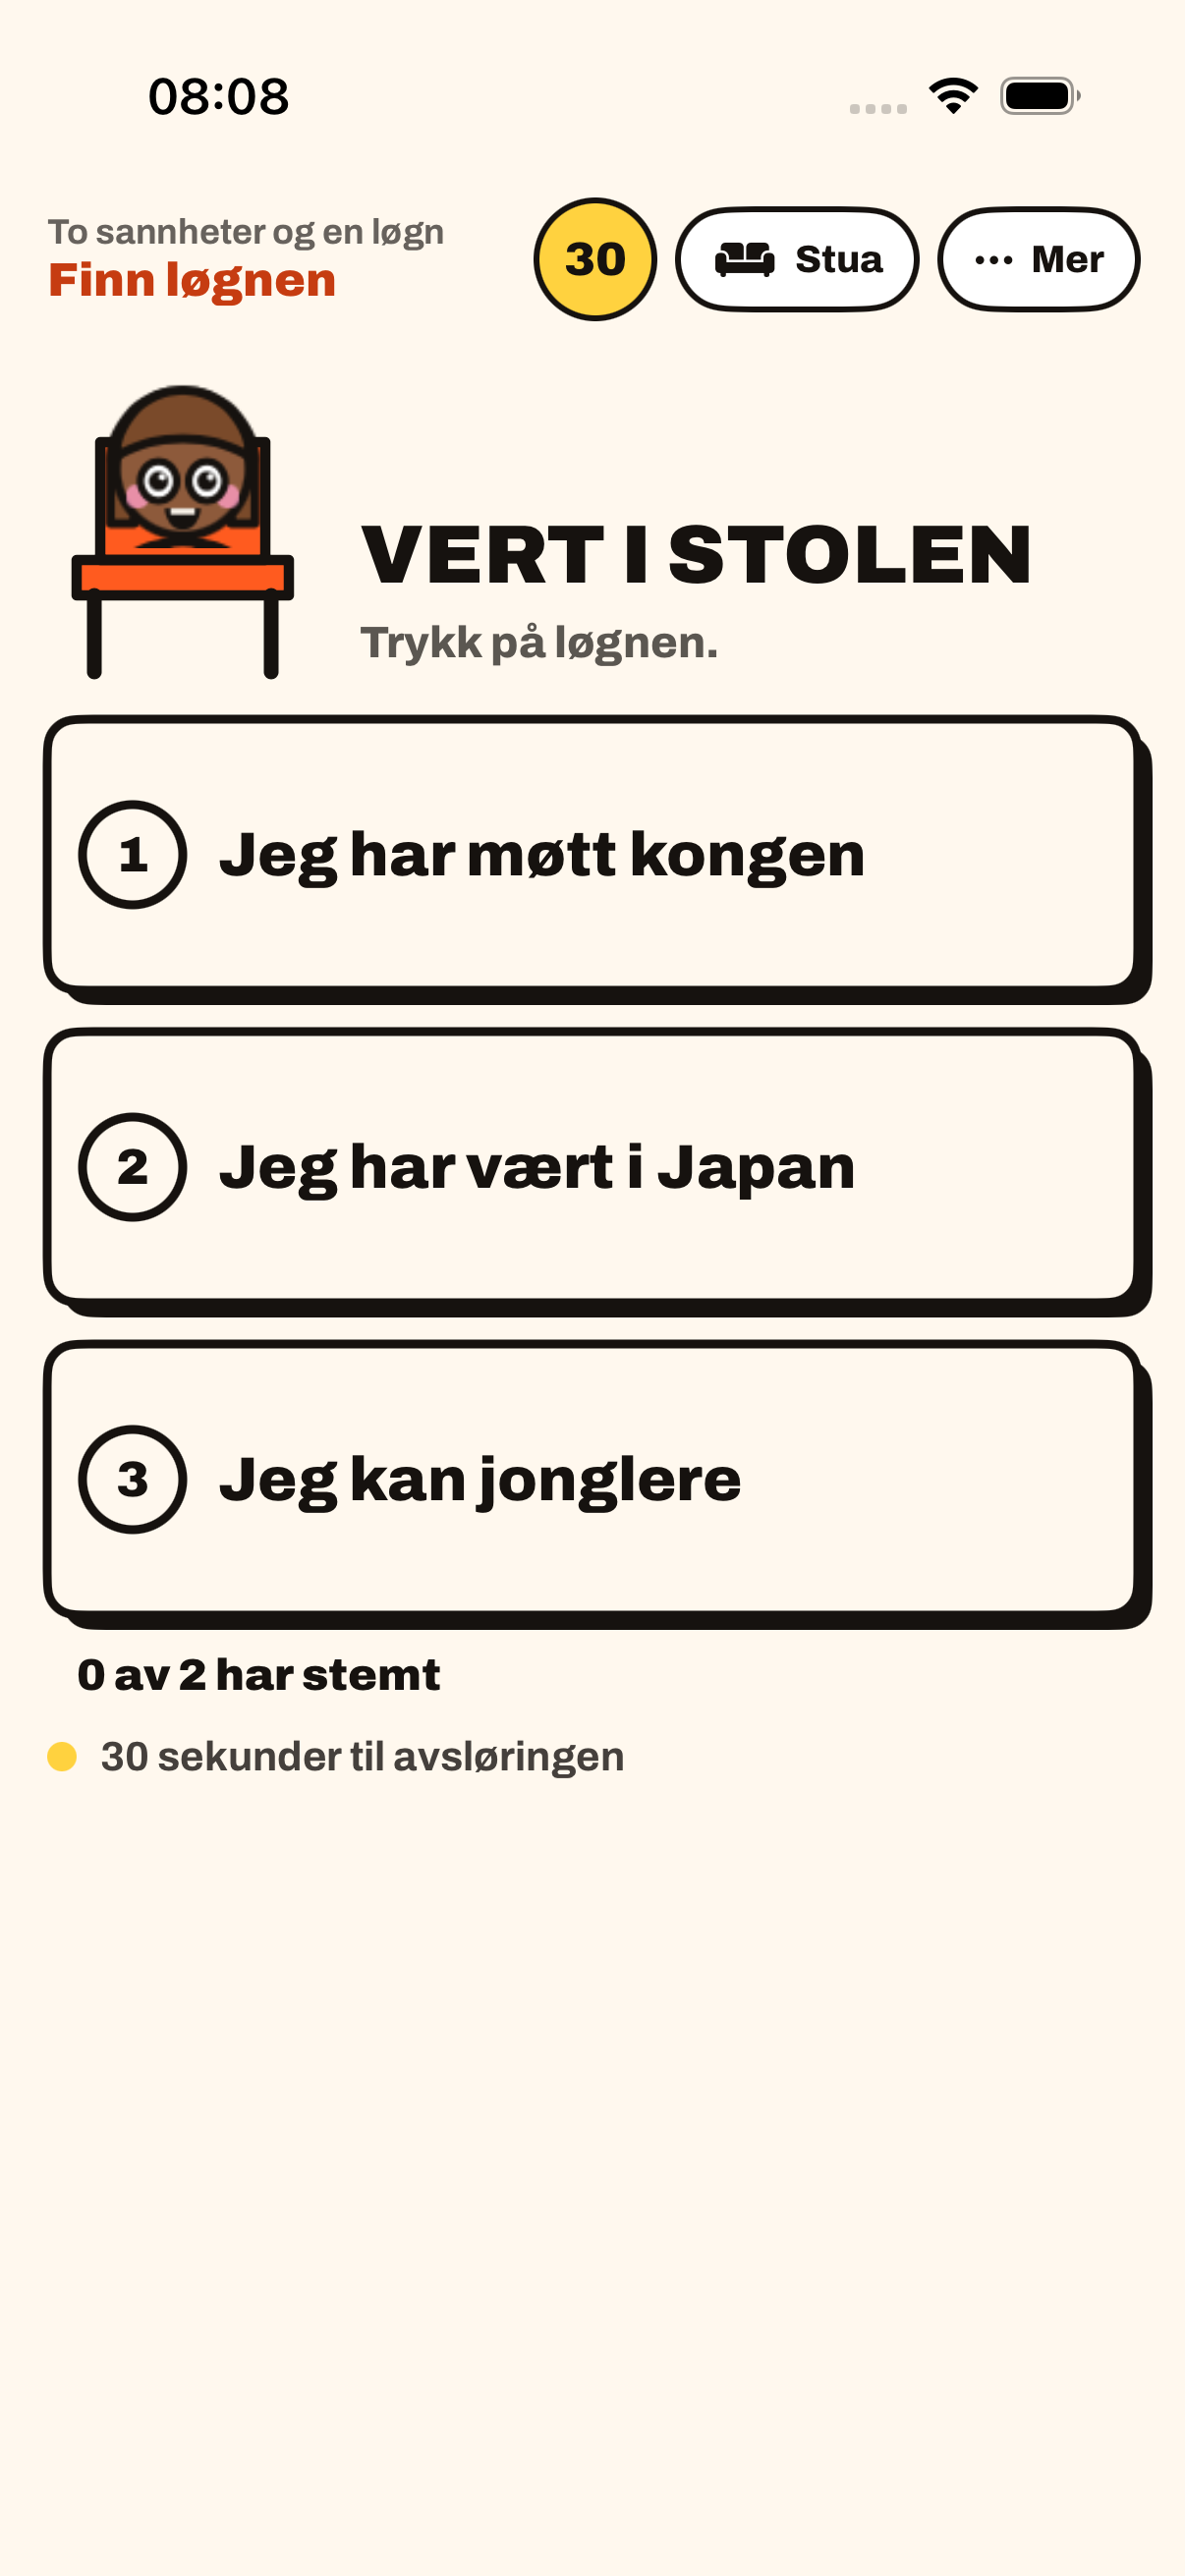 08:08
To sannheter og en løgn
Finn løgnen
30
Stua
Mer
VERT I STOLEN
Trykk på løgnen.
1 Jeg har møtt kongen
2 Jeg har vært i Japan
3 Jeg kan jonglere
0 av 2 har stemt
30 sekunder til avsløringen